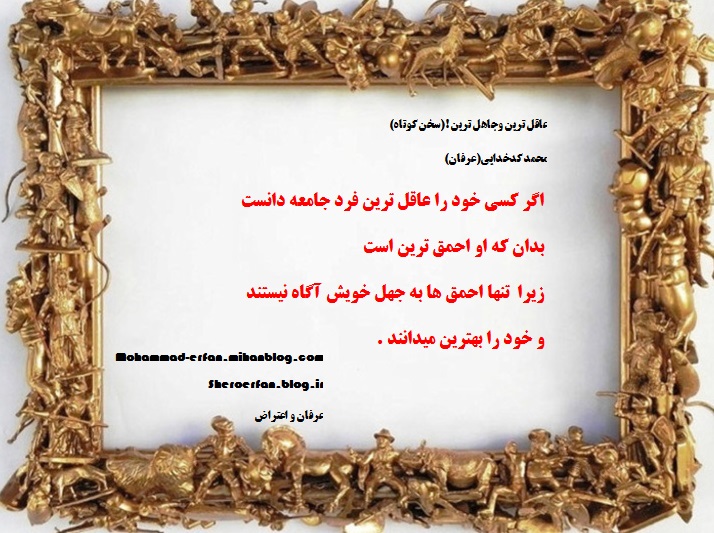 عاقل ترین وجاهل ترین !(سخن کوتاه)
محمد کدخدایی(عرفان)
اگر کسی خود را عاقل ترین فرد جامعه دانست
بدان که او احمق ترین است
زیرا تنها احمق ها به جهل خویش آگاه نیستند
و خود را بهترین میدانند .
Mohammad-erfan.mihanblog.com
Sheroerfan.blog.ir
عرفان و اعتراض